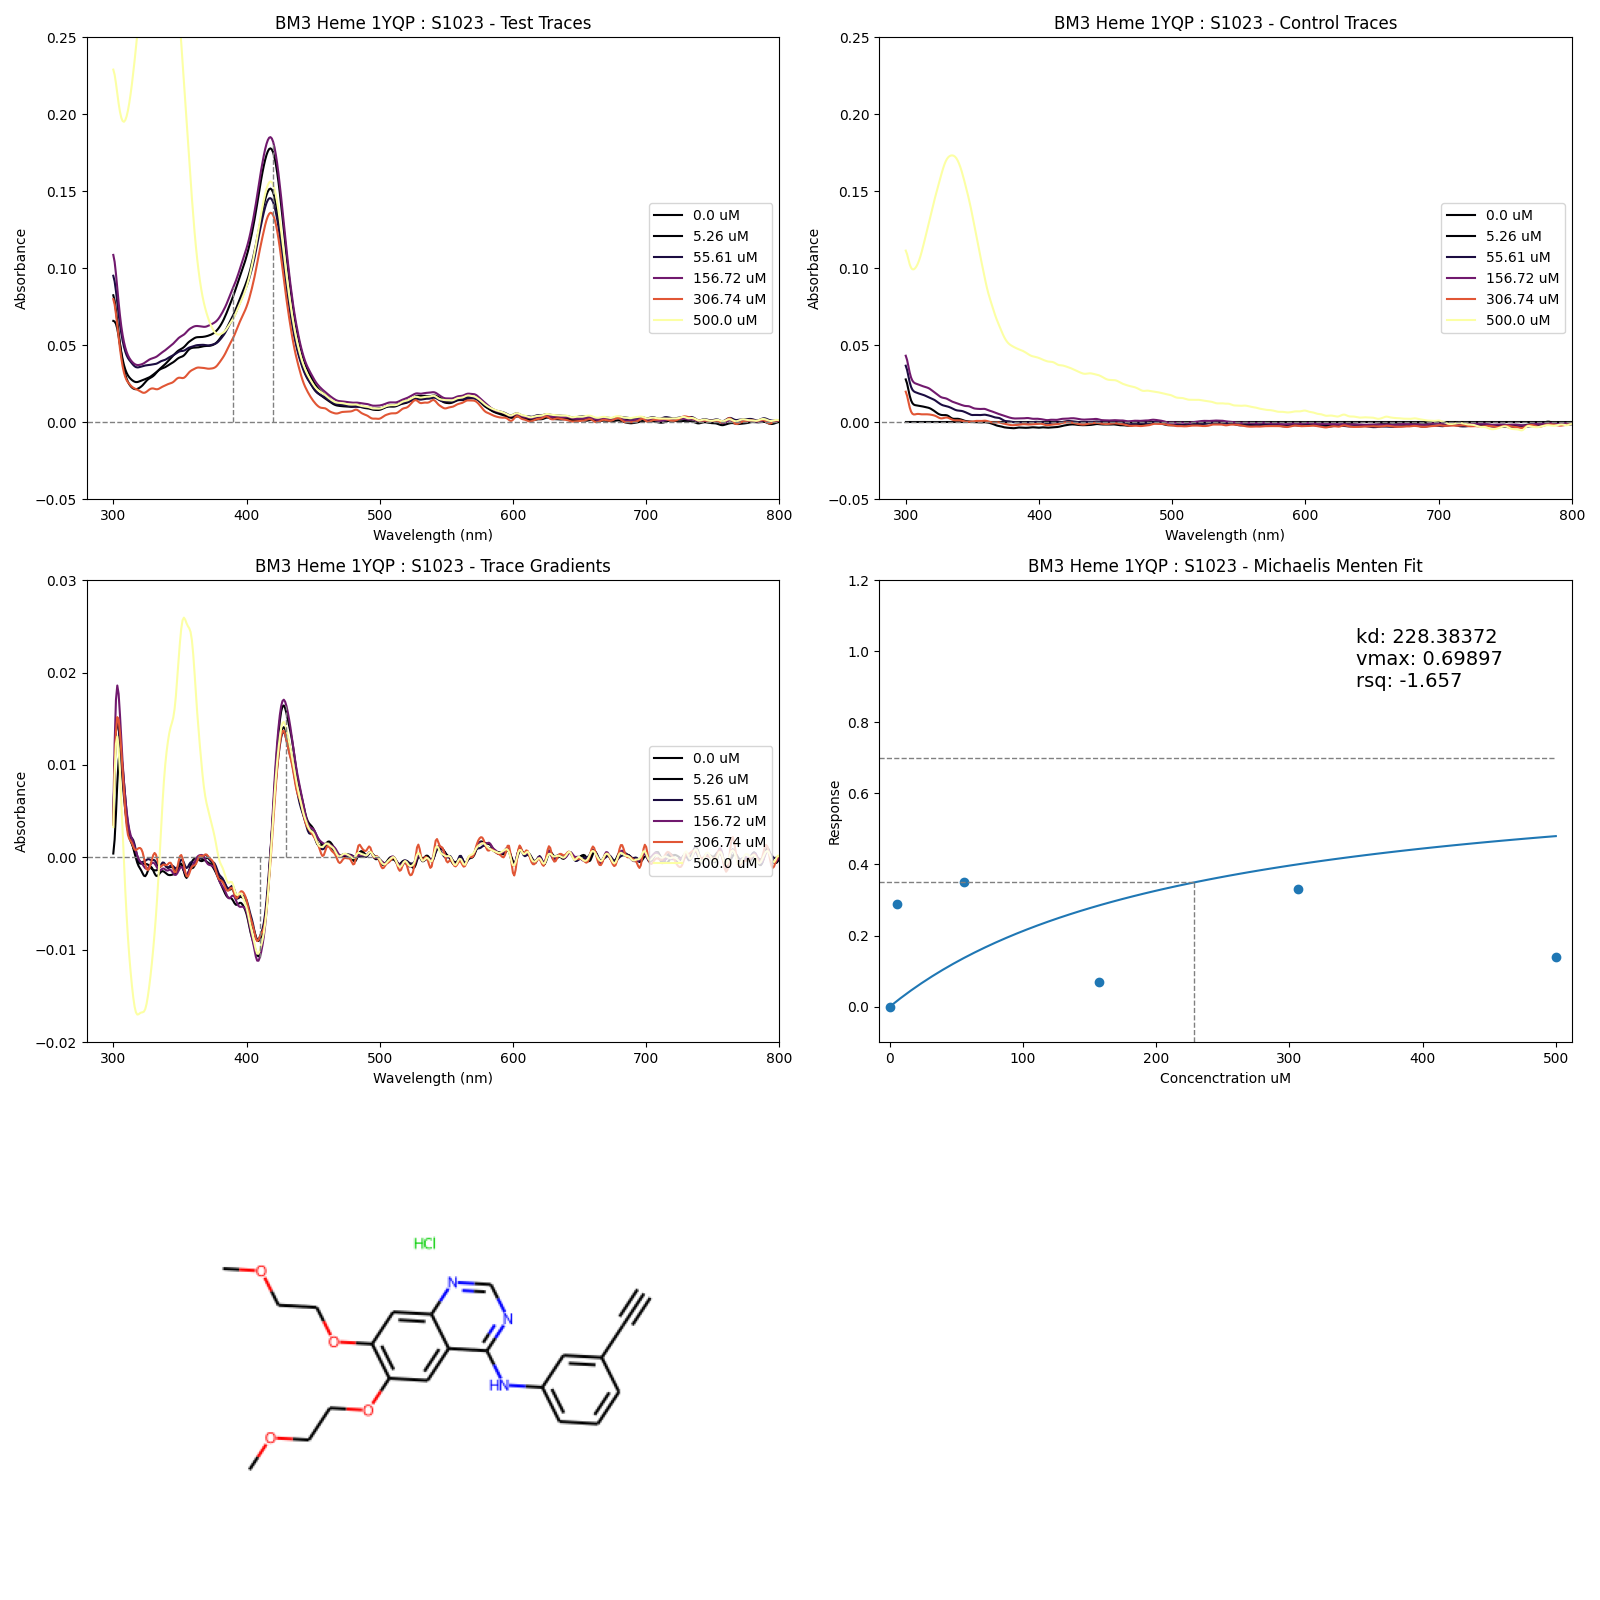 BM3 Heme 1YQP : S1023 - Test Traces
0.25
0.20
0.15
0.10
0.05
0.00
−0.05
Absorbance
300 400 500 600 700 800
Wavelength (nm)
0.0 uM
5.26 uM
55.61 uM
156.72 uM
306.74 uM
500.0 uM
BM3 Heme 1YQP : S1023 - Control Traces
0.25
0.20
0.15
0.10
0.05
0.00
−0.05
Absorbance
300 400 500 600 700 800
Wavelength (nm)
0.0 uM
5.26 uM
55.61 uM
156.72 uM
306.74 uM
500.0 uM
BM3 Heme 1YQP : S1023 - Trace Gradients
0.03
0.02
0.01
0.00
−0.01
−0.02
Absorbance
300 400 500 600 700 800
Wavelength (nm)
0.0 uM
5.26 uM
55.61 uM
156.72 uM
306.74 uM
500.0 uM
BM3 Heme 1YQP : S1023 - Michaelis Menten Fit
1.2
1.0
0.8
0.6
0.4
0.2
0.0
Response
kd: 228.38372
vmax: 0.69897
rsq: -1.657
0 100 200 300 400 500
Concenctration uM
HCl
O
N
N
O
HN
O
O